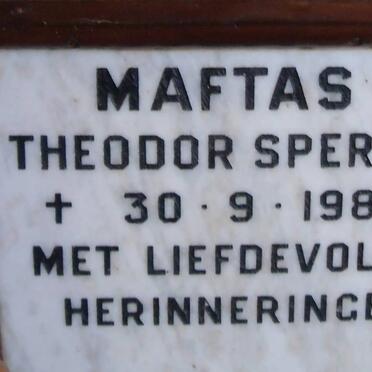 MAFTAS
THEODOR SPER
† 30 · 9 · 198
MET LIEFDEVOL
HERINNERINGE